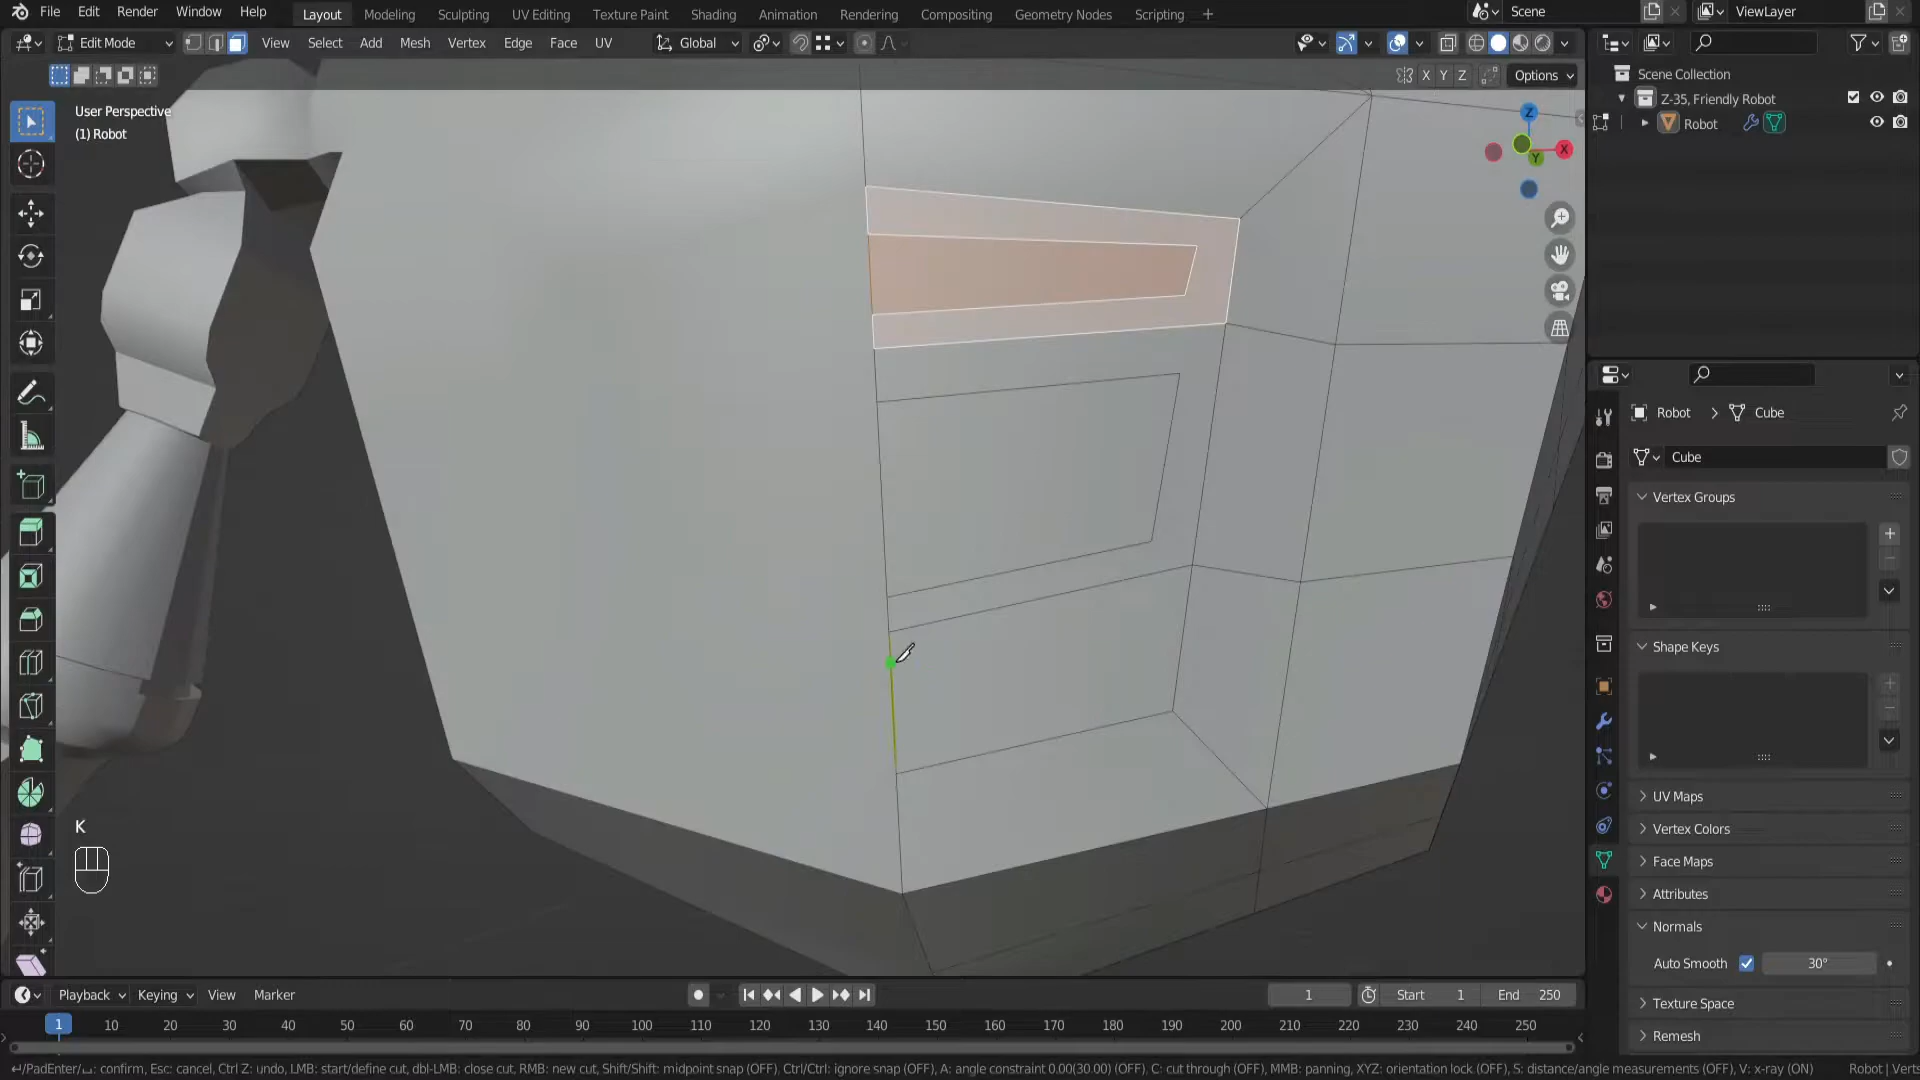 File Edit Render Window Help
Layout Modeling Sculpting UV Editing Texture Paint Shading Animation Rendering Compositing Geometry Nodes Scripting +
Scene ViewLayer
Edit Mode View Select Add Mesh Vertex Edge Face UV Global
X Y Z Options
User Perspective
(1) Robot
Z
X
Y
K
Scene Collection
Z-35, Friendly Robot
Robot
Robot > Cube
Cube
Vertex Groups
Shape Keys
UV Maps
Vertex Colors
Face Maps
Attributes
Normals
Auto Smooth 30°
Texture Space
Remesh
Playback Keying View Marker 1 Start 1 End 250
1 10 20 30 40 50 60 70 80 90 100 110 120 130 140 150 160 170 180 190 200 210 220 230 240 250
/PadEnter/: confirm, Esc: cancel, Ctrl Z: undo, LMB: start/define cut, dbl-LMB: close cut, RMB: new cut, Shift/Shift: midpoint snap (OFF), Ctrl/Ctrl: ignore snap (OFF), A: angle constraint 0.00(30.00) (OFF), C: cut through (OFF), MMB: panning, XYZ: orientation lock (OFF), S: distance/angle measurements (OFF), V: x-ray (ON) Robot | Verts